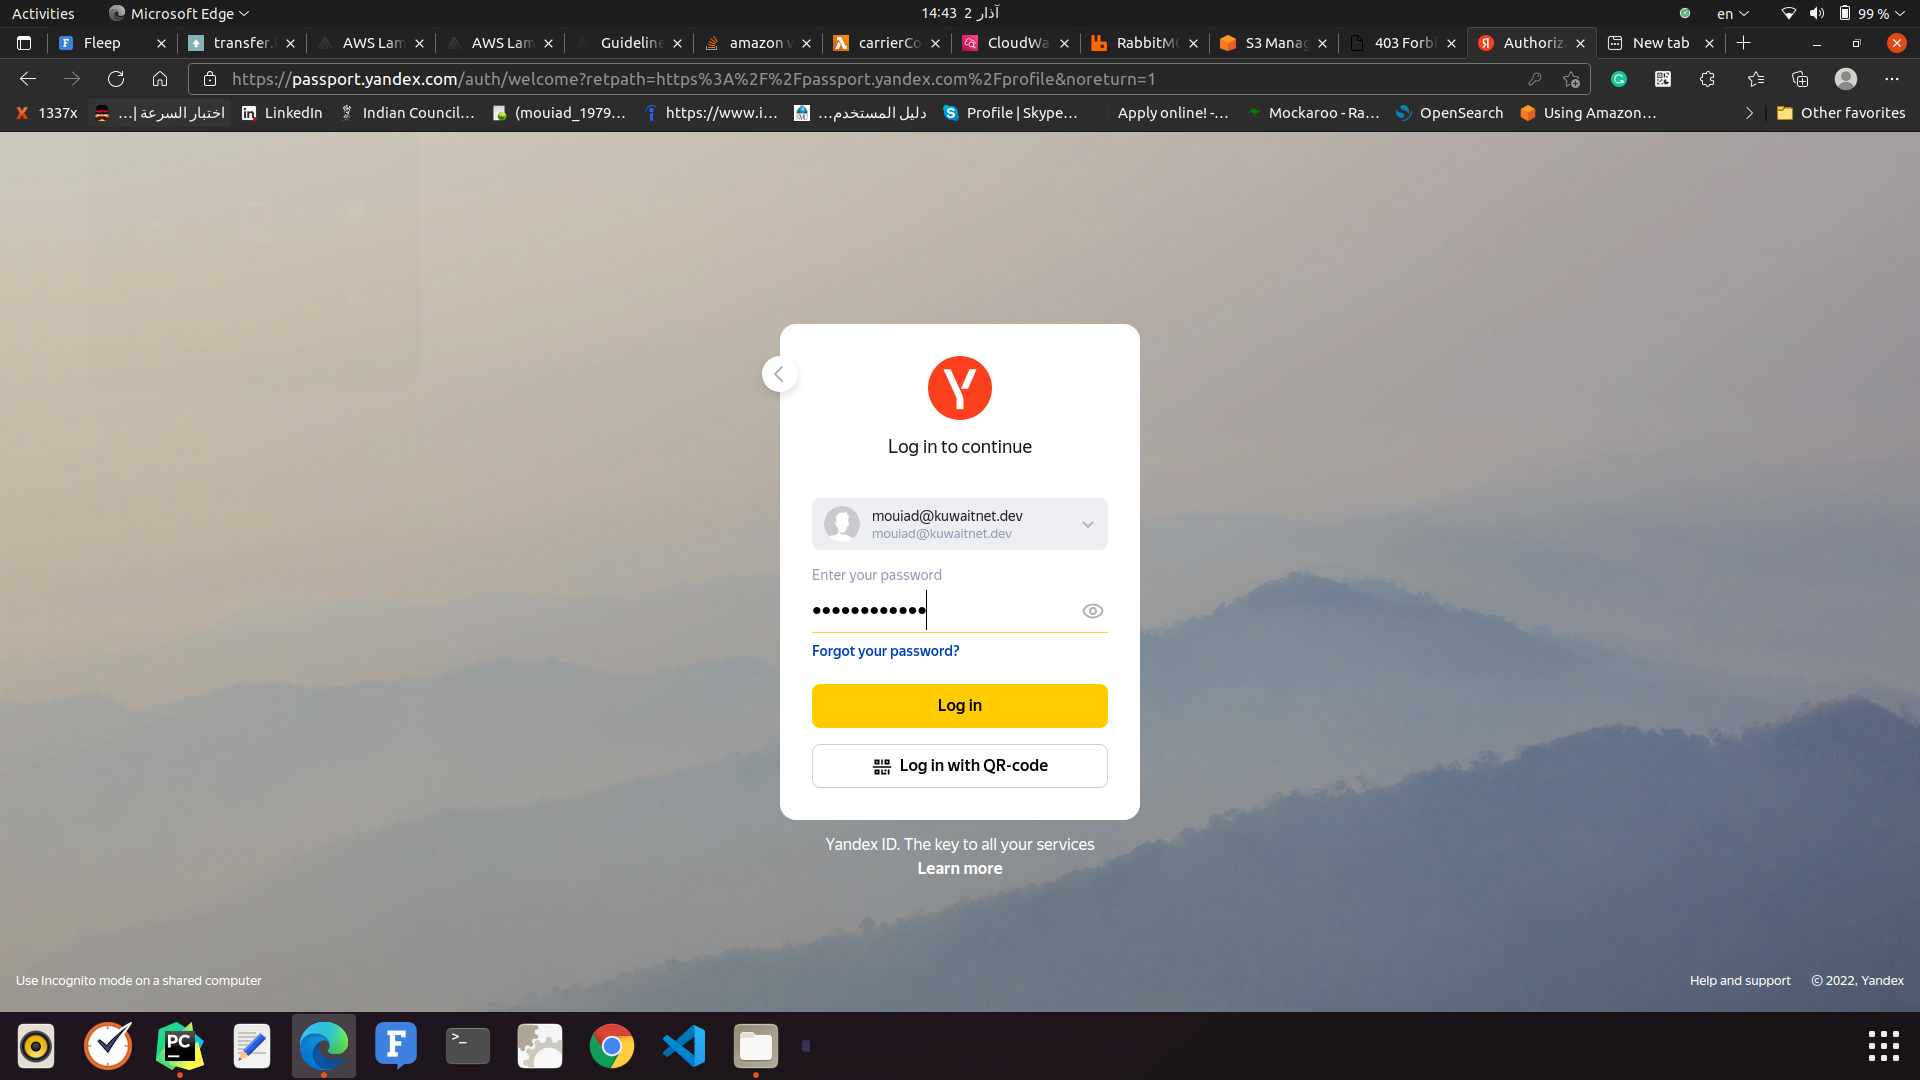 Activities
Microsoft Edge
14:43 2 آذار
en
99 %
Fleep
transfer.
AWS Lam
AWS Lam
Guideline
amazon
carrierCo
CloudWa
RabbitM
S3 Manag
403 Forbi
Authoriz
New tab
https://passport.yandex.com/auth/welcome?retpath=https%3A%2F%2Fpassport.yandex.com%2Fprofile&noreturn=1
1337x
اختبار السرعة |...
LinkedIn
Indian Council...
(mouiad_1979...
https://www.i...
دليل المستخدم...
Profile | Skype...
Apply online! -...
Mockaroo - Ra...
OpenSearch
Using Amazon...
Other favorites
Y
Log in to continue
mouiad@kuwaitnet.dev
mouiad@kuwaitnet.dev
Enter your password
••••••••••••
Forgot your password?
Log in
Log in with QR-code
Yandex ID. The key to all your services
Learn more
Use Incognito mode on a shared computer
Help and support
© 2022, Yandex
PC
F
>_